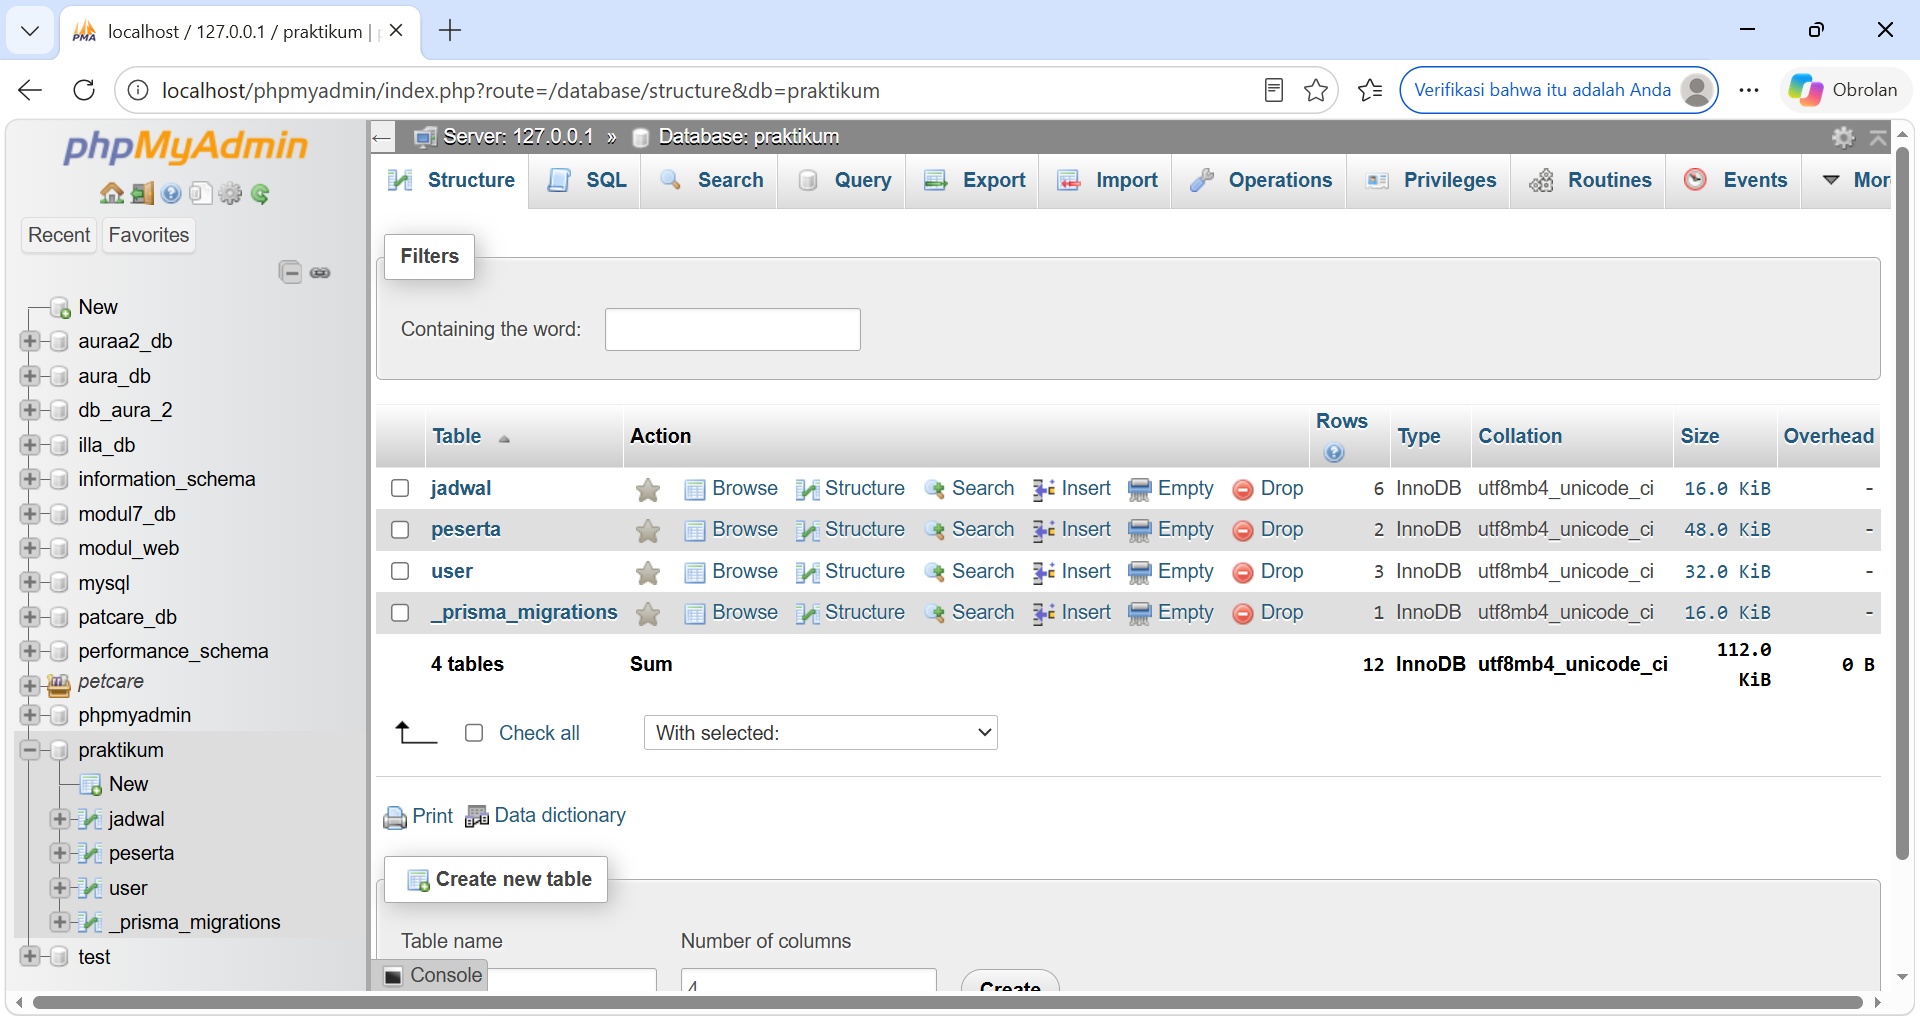 localhost / 127.0.0.1 / praktikum |
localhost/phpmyadmin/index.php?route=/database/structure&db=praktikum
Verifikasi bahwa itu adalah Anda
Obrolan
phpMyAdmin
Recent
Favorites
New
auraa2_db
aura_db
db_aura_2
illa_db
information_schema
modul7_db
modul_web
mysql
patcare_db
performance_schema
petcare
phpmyadmin
praktikum
New
jadwal
peserta
user
_prisma_migrations
test
Server: 127.0.0.1 » Database: praktikum
Structure SQL Search Query Export Import Operations Privileges Routines Events Mor
Filters
Containing the word:
Table Action Rows Type Collation Size Overhead
jadwal Browse Structure Search Insert Empty Drop 6 InnoDB utf8mb4_unicode_ci 16.0 KiB -
peserta Browse Structure Search Insert Empty Drop 2 InnoDB utf8mb4_unicode_ci 48.0 KiB -
user Browse Structure Search Insert Empty Drop 3 InnoDB utf8mb4_unicode_ci 32.0 KiB -
_prisma_migrations Browse Structure Search Insert Empty Drop 1 InnoDB utf8mb4_unicode_ci 16.0 KiB -
4 tables Sum 12 InnoDB utf8mb4_unicode_ci 112.0 KiB 0 B
Check all With selected:
Print Data dictionary
Create new table
Table name Number of columns
4 Create
Console